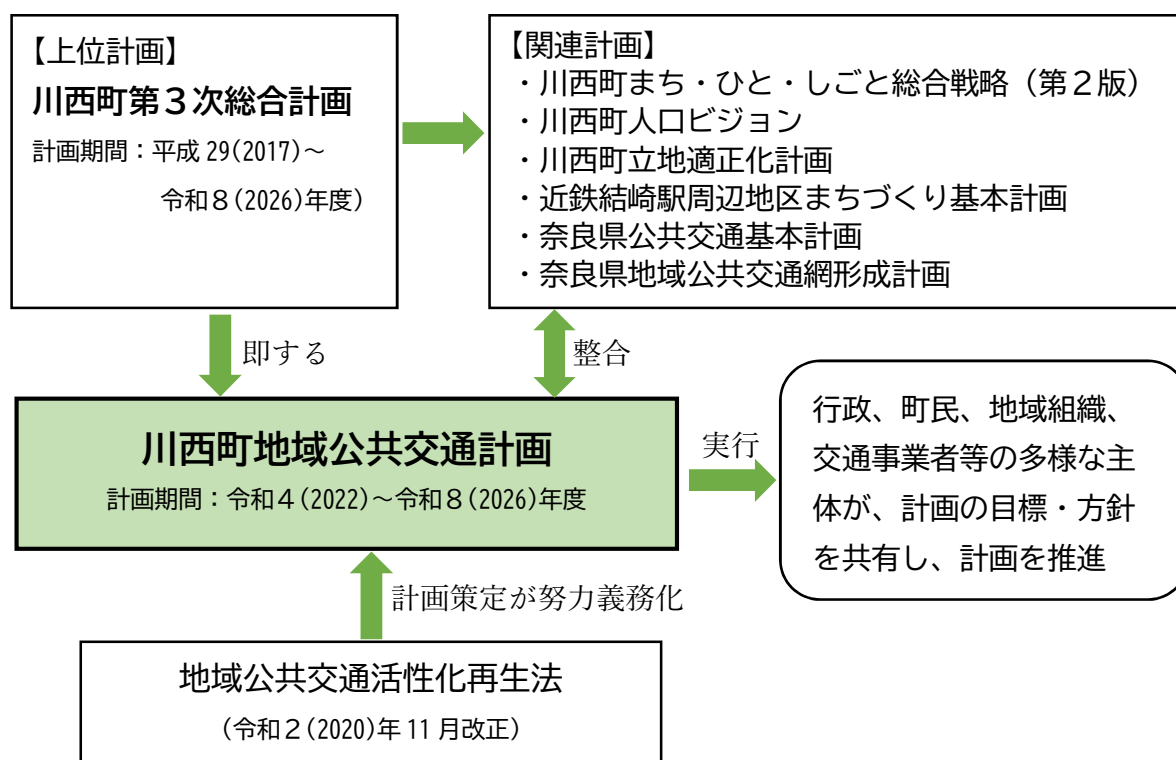 【上位計画】
川西町第３次総合計画
計画期間：平成 29(2017)～
令和８(2026)年度)
【関連計画】
・川西町まち・ひと・しごと総合戦略（第２版）
・川西町人口ビジョン
・川西町立地適正化計画
・近鉄結崎駅周辺地区まちづくり基本計画
・奈良県公共交通基本計画
・奈良県地域公共交通網形成計画
即する
整合
川西町地域公共交通計画
計画期間：令和４(2022)～令和８(2026)年度
実行
行政、町民、地域組織、
交通事業者等の多様な主
体が、計画の目標・方針
を共有し、計画を推進
計画策定が努力義務化
地域公共交通活性化再生法
(令和２(2020)年 11 月改正)